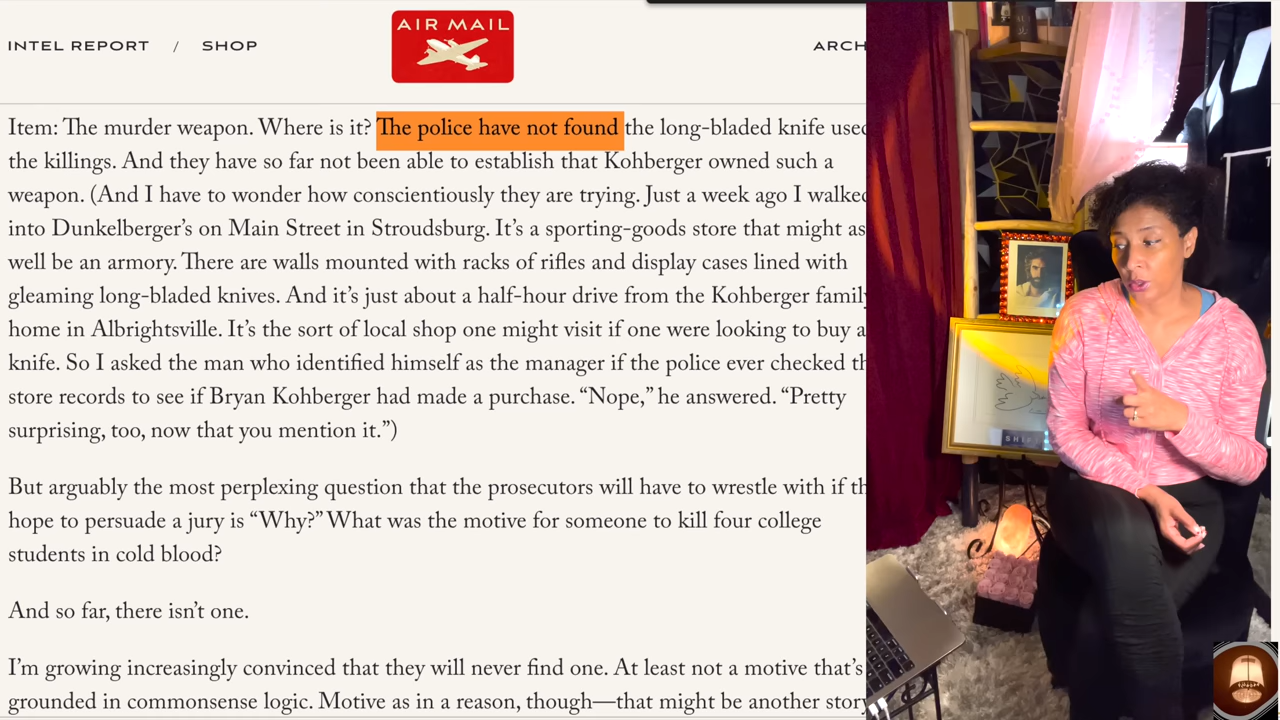 INTEL REPORT / SHOP
AIR MAIL
ARCH
Item: The murder weapon. Where is it? The police have not found the long-bladed knife used
the killings. And they have so far not been able to establish that Kohberger owned such a
weapon. (And I have to wonder how conscientiously they are trying. Just a week ago I walked
into Dunkelberger’s on Main Street in Stroudsburg. It’s a sporting-goods store that might as
well be an armory. There are walls mounted with racks of rifles and display cases lined with
gleaming long-bladed knives. And it’s just about a half-hour drive from the Kohberger family
home in Albrightsville. It’s the sort of local shop one might visit if one were looking to buy a
knife. So I asked the man who identified himself as the manager if the police ever checked th
store records to see if Bryan Kohberger had made a purchase. “Nope,” he answered. “Pretty
surprising, too, now that you mention it.”)
But arguably the most perplexing question that the prosecutors will have to wrestle with if th
hope to persuade a jury is “Why?” What was the motive for someone to kill four college
students in cold blood?
And so far, there isn’t one.
I’m growing increasingly convinced that they will never find one. At least not a motive that’s
grounded in commonsense logic. Motive as in a reason, though—that might be another story